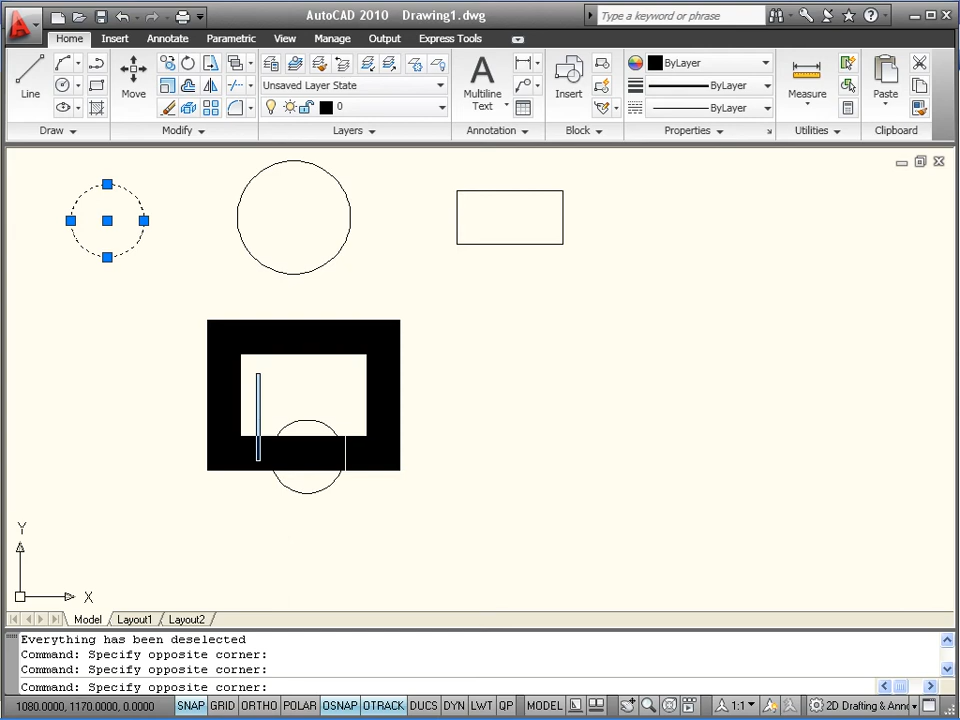 AutoCAD 2010 Drawing1.dwg
Type a keyword or phrase
Home Insert Annotate Parametric View Manage Output Express Tools
Line
Move
Unsaved Layer State
0
Multiline
Text
Insert
ByLayer
ByLayer
ByLayer
Measure
Paste
Draw Modify Layers Annotation Block Properties Utilities Clipboard
Y
X
Model Layout1 Layout2
Everything has been deselected
Command: Specify opposite corner:
Command: Specify opposite corner:
Command: Specify opposite corner:
1080.0000, 1170.0000, 0.0000 SNAP GRID ORTHO POLAR OSNAP OTRACK DUCS DYN LWT QP MODEL 1:1 2D Drafting & Anno